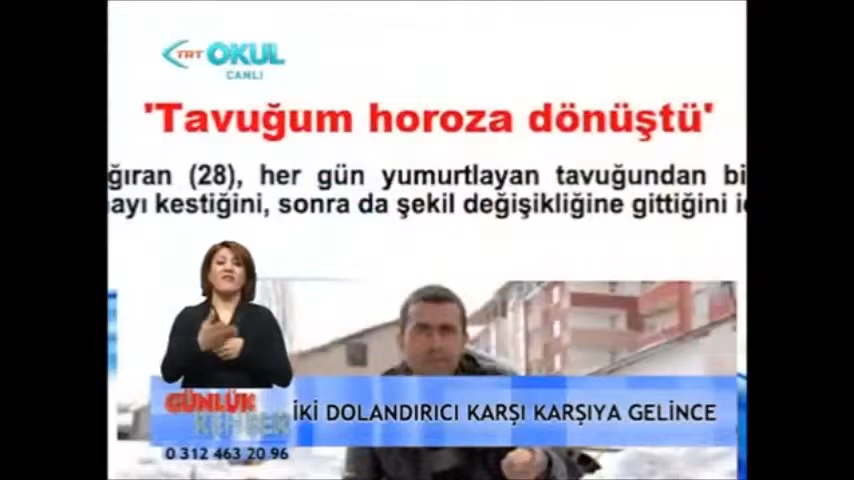 TRT OKUL
CANLI
'Tavuğum horoza dönüştü'
ğıran (28), her gün yumurtlayan tavuğundan bi
ayı kestiğini, sonra da şekil değişikliğine gittiğini i
GÜNLÜK
REHBER
İKİ DOLANDIRICI KARŞI KARŞIYA GELİNCE
0 312 463 20 96